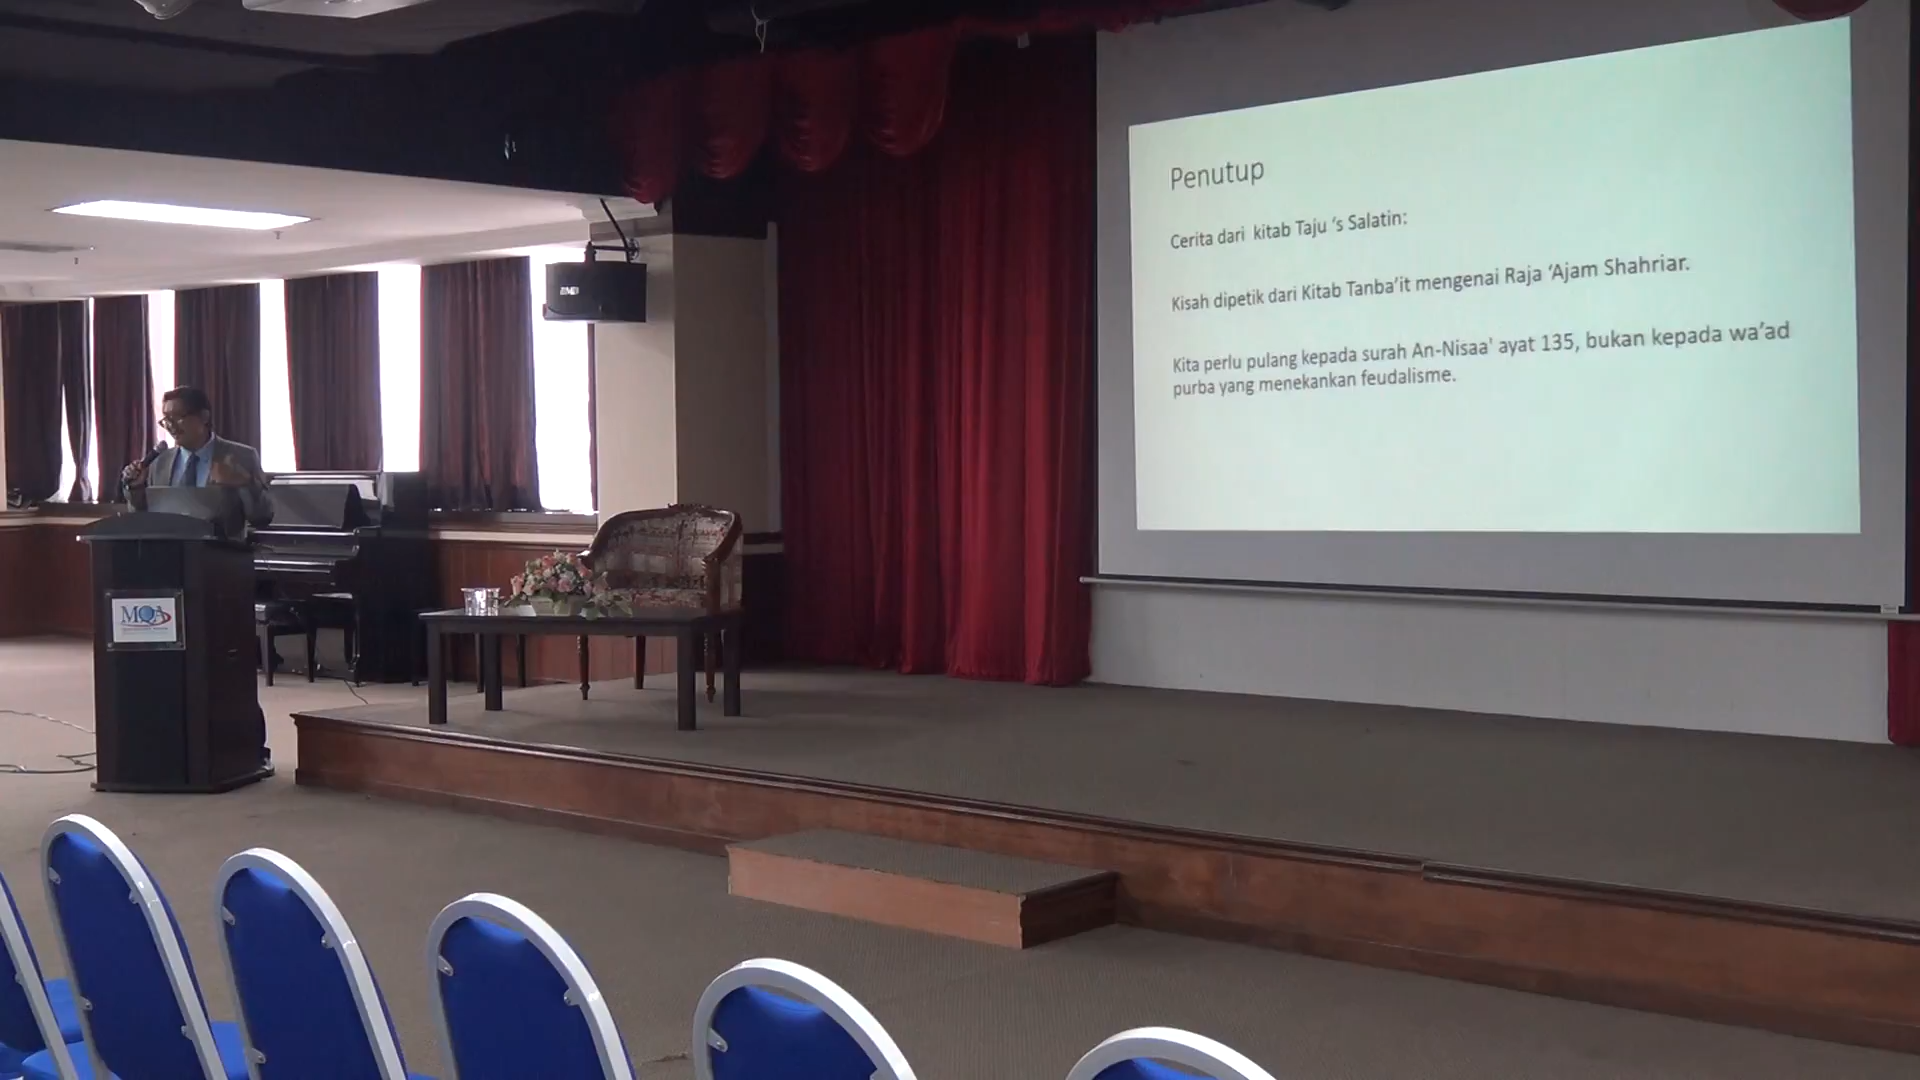 Penutup
Cerita dari kitab Taju 's Salatin:
Kisah dipetik dari Kitab Tanba'it mengenai Raja 'Ajam Shahriar.
Kita perlu pulang kepada surah An-Nisaa' ayat 135, bukan kepada wa'ad
purba yang menekankan feudalisme.
BMB
MQA